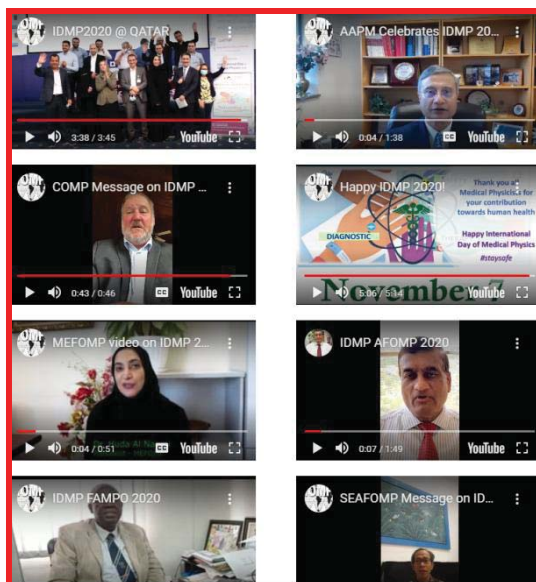 IDMP2020 @ QATAR
3:38 / 3:45
YouTube
AAPM Celebrates IDMP 20...
0:04 / 1:38
CC
YouTube
COMP Message on IDMP ...
0:43 / 0:46
CC
YouTube
Happy IDMP 2020!
Thank you all
Medical Physicists for
your contribution
towards human health
DIAGNOSTIC
Happy International
Day of Medical Physics
#staysafe
November 7
5:06 / 5:14
YouTube
MEFOMP video on IDMP 2...
0:04 / 0:51
CC
YouTube
IDMP AFOMP 2020
0:07 / 1:49
YouTube
IDMP FAMPO 2020
SEAFOMP Message on ID...